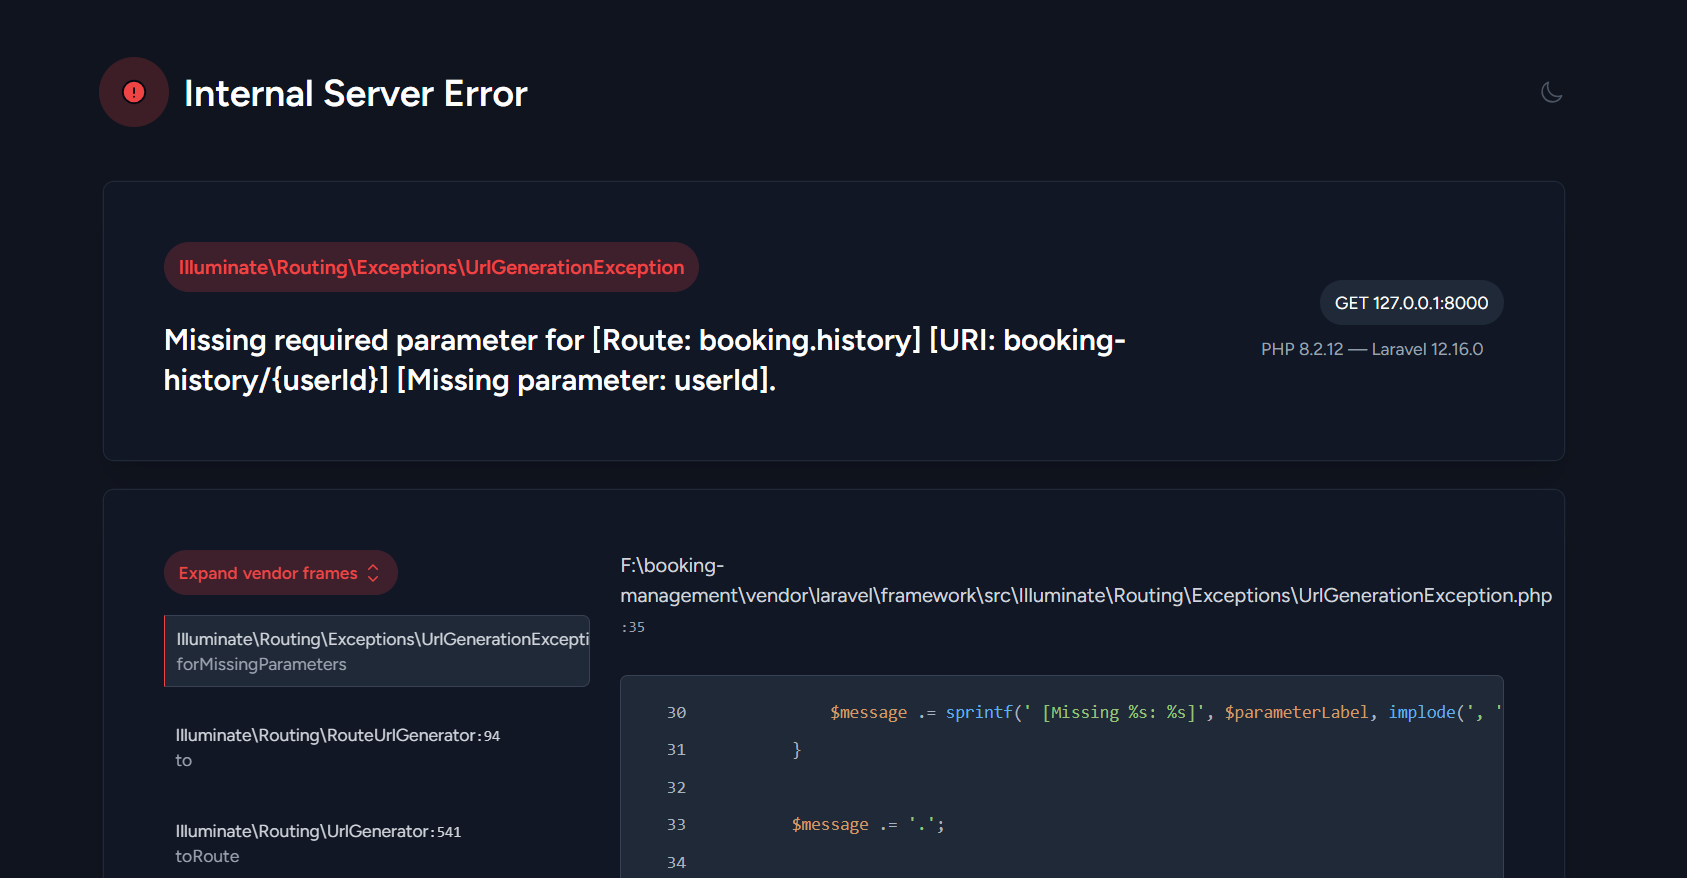 Internal Server Error
Illuminate\Routing\Exceptions\UrlGenerationException
GET 127.0.0.1:8000
PHP 8.2.12 — Laravel 12.16.0
Missing required parameter for [Route: booking.history] [URI: booking-
history/{userId}] [Missing parameter: userId].
Expand vendor frames
Illuminate\Routing\Exceptions\UrlGenerationExcepti
forMissingParameters
Illuminate\Routing\RouteUrlGenerator:94
to
Illuminate\Routing\UrlGenerator:541
toRoute
F:\booking-
management\vendor\laravel\framework\src\Illuminate\Routing\Exceptions\UrlGenerationException.php
:35
30 $message .= sprintf(' [Missing %s: %s]', $parameterLabel, implode(', '
31 }
32
33 $message .= '.';
34